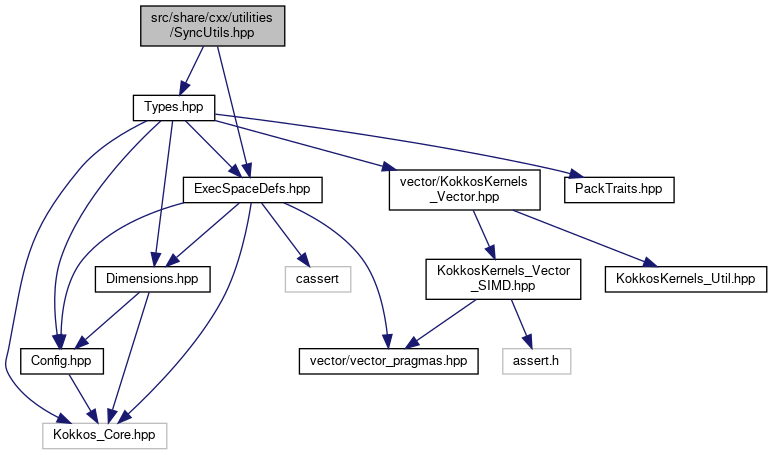 src/share/cxx/utilities
/SyncUtils.hpp
Types.hpp
ExecSpaceDefs.hpp
vector/KokkosKernels
_Vector.hpp
PackTraits.hpp
Dimensions.hpp
cassert
KokkosKernels_Vector
_SIMD.hpp
KokkosKernels_Util.hpp
Config.hpp
vector/vector_pragmas.hpp
assert.h
Kokkos_Core.hpp